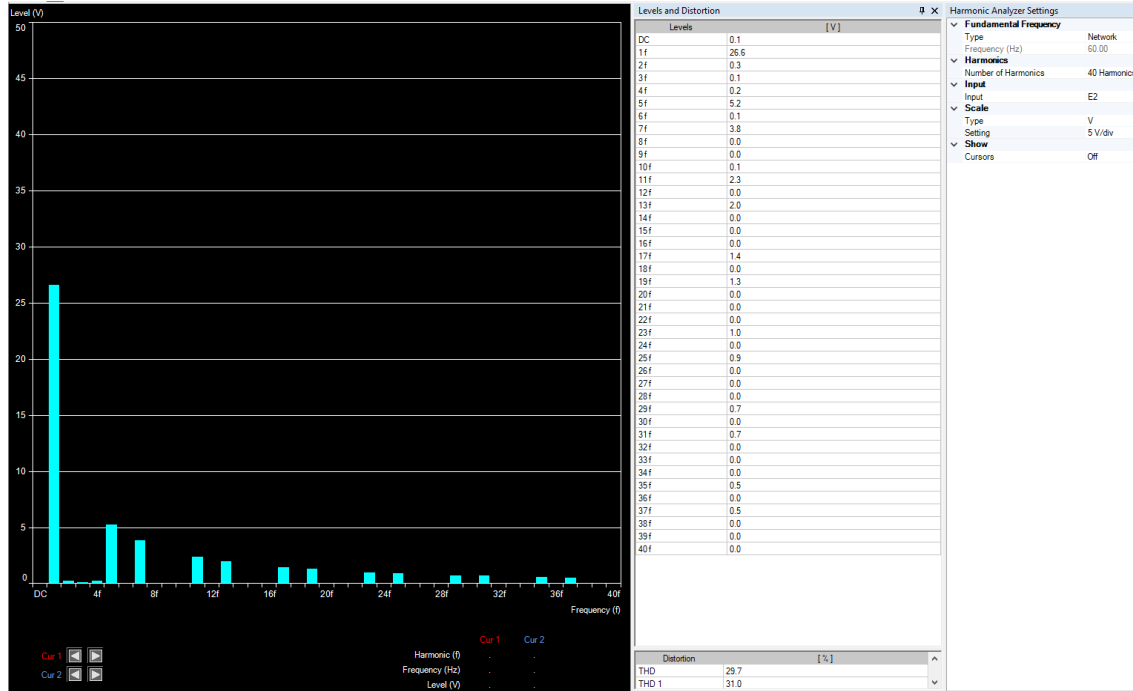 Level (V)
50
45
40
35
30
25
20
15
10
5
0
DC 4f 8f 12f 16f 20f 24f 28f 32f 36f 40f
Frequency (f)
Cur 1 Cur 2
Cur 1 Harmonic (f) . .
Cur 2 Frequency (Hz) . .
Level (V) . .
Levels and Distortion
Levels [ V ]
DC 0.1
1f 26.6
2f 0.3
3f 0.1
4f 0.2
5f 5.2
6f 0.1
7f 3.8
8f 0.0
9f 0.0
10f 0.1
11f 2.3
12f 0.0
13f 2.0
14f 0.0
15f 0.0
16f 0.0
17f 1.4
18f 0.0
19f 1.3
20f 0.0
21f 0.0
22f 0.0
23f 1.0
24f 0.0
25f 0.9
26f 0.0
27f 0.0
28f 0.0
29f 0.7
30f 0.0
31f 0.7
32f 0.0
33f 0.0
34f 0.0
35f 0.5
36f 0.0
37f 0.5
38f 0.0
39f 0.0
40f 0.0
Distortion [ % ]
THD 29.7
THD 1 31.0
Harmonic Analyzer Settings
Fundamental Frequency
Type Network
Frequency (Hz) 60.00
Harmonics
Number of Harmonics 40 Harmonics
Input
Input E2
Scale
Type V
Setting 5 V/div
Show
Cursors Off